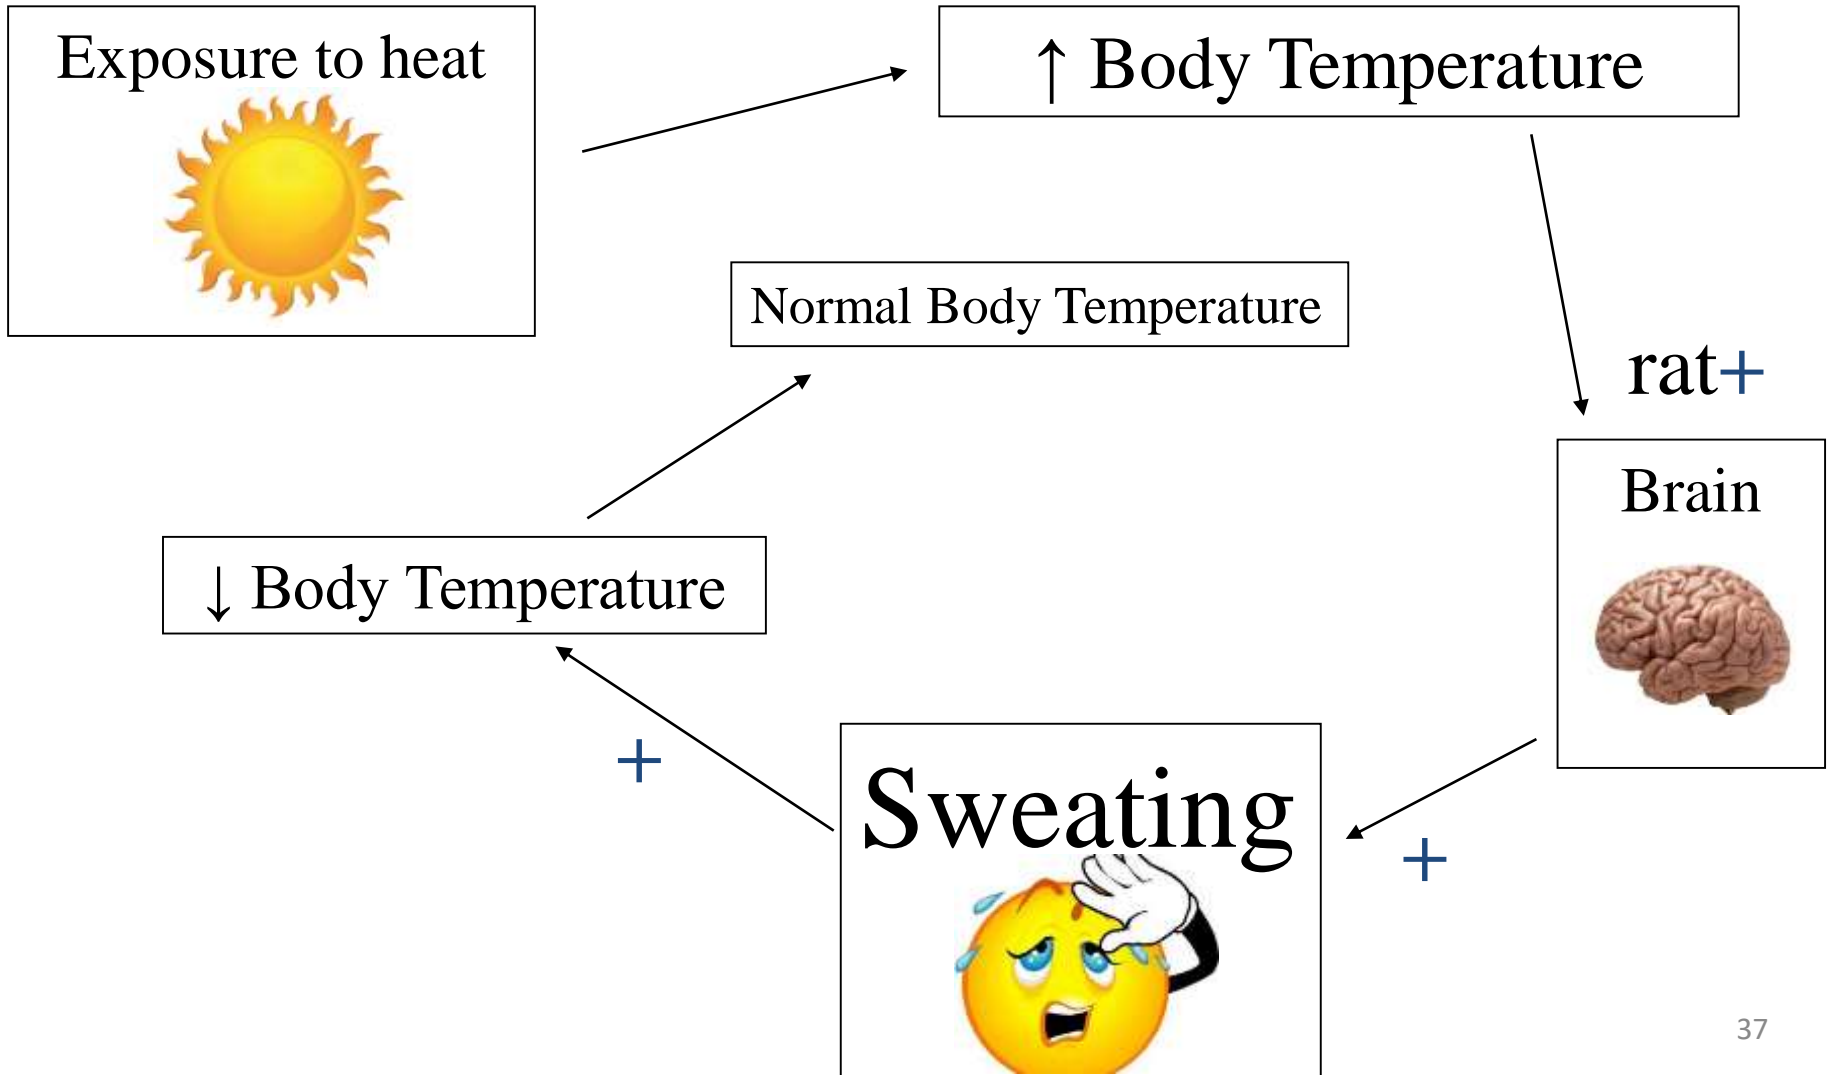 Exposure to heat
↑ Body Temperature
Normal Body Temperature
rat+
Brain
↓ Body Temperature
+
Sweating
+
37